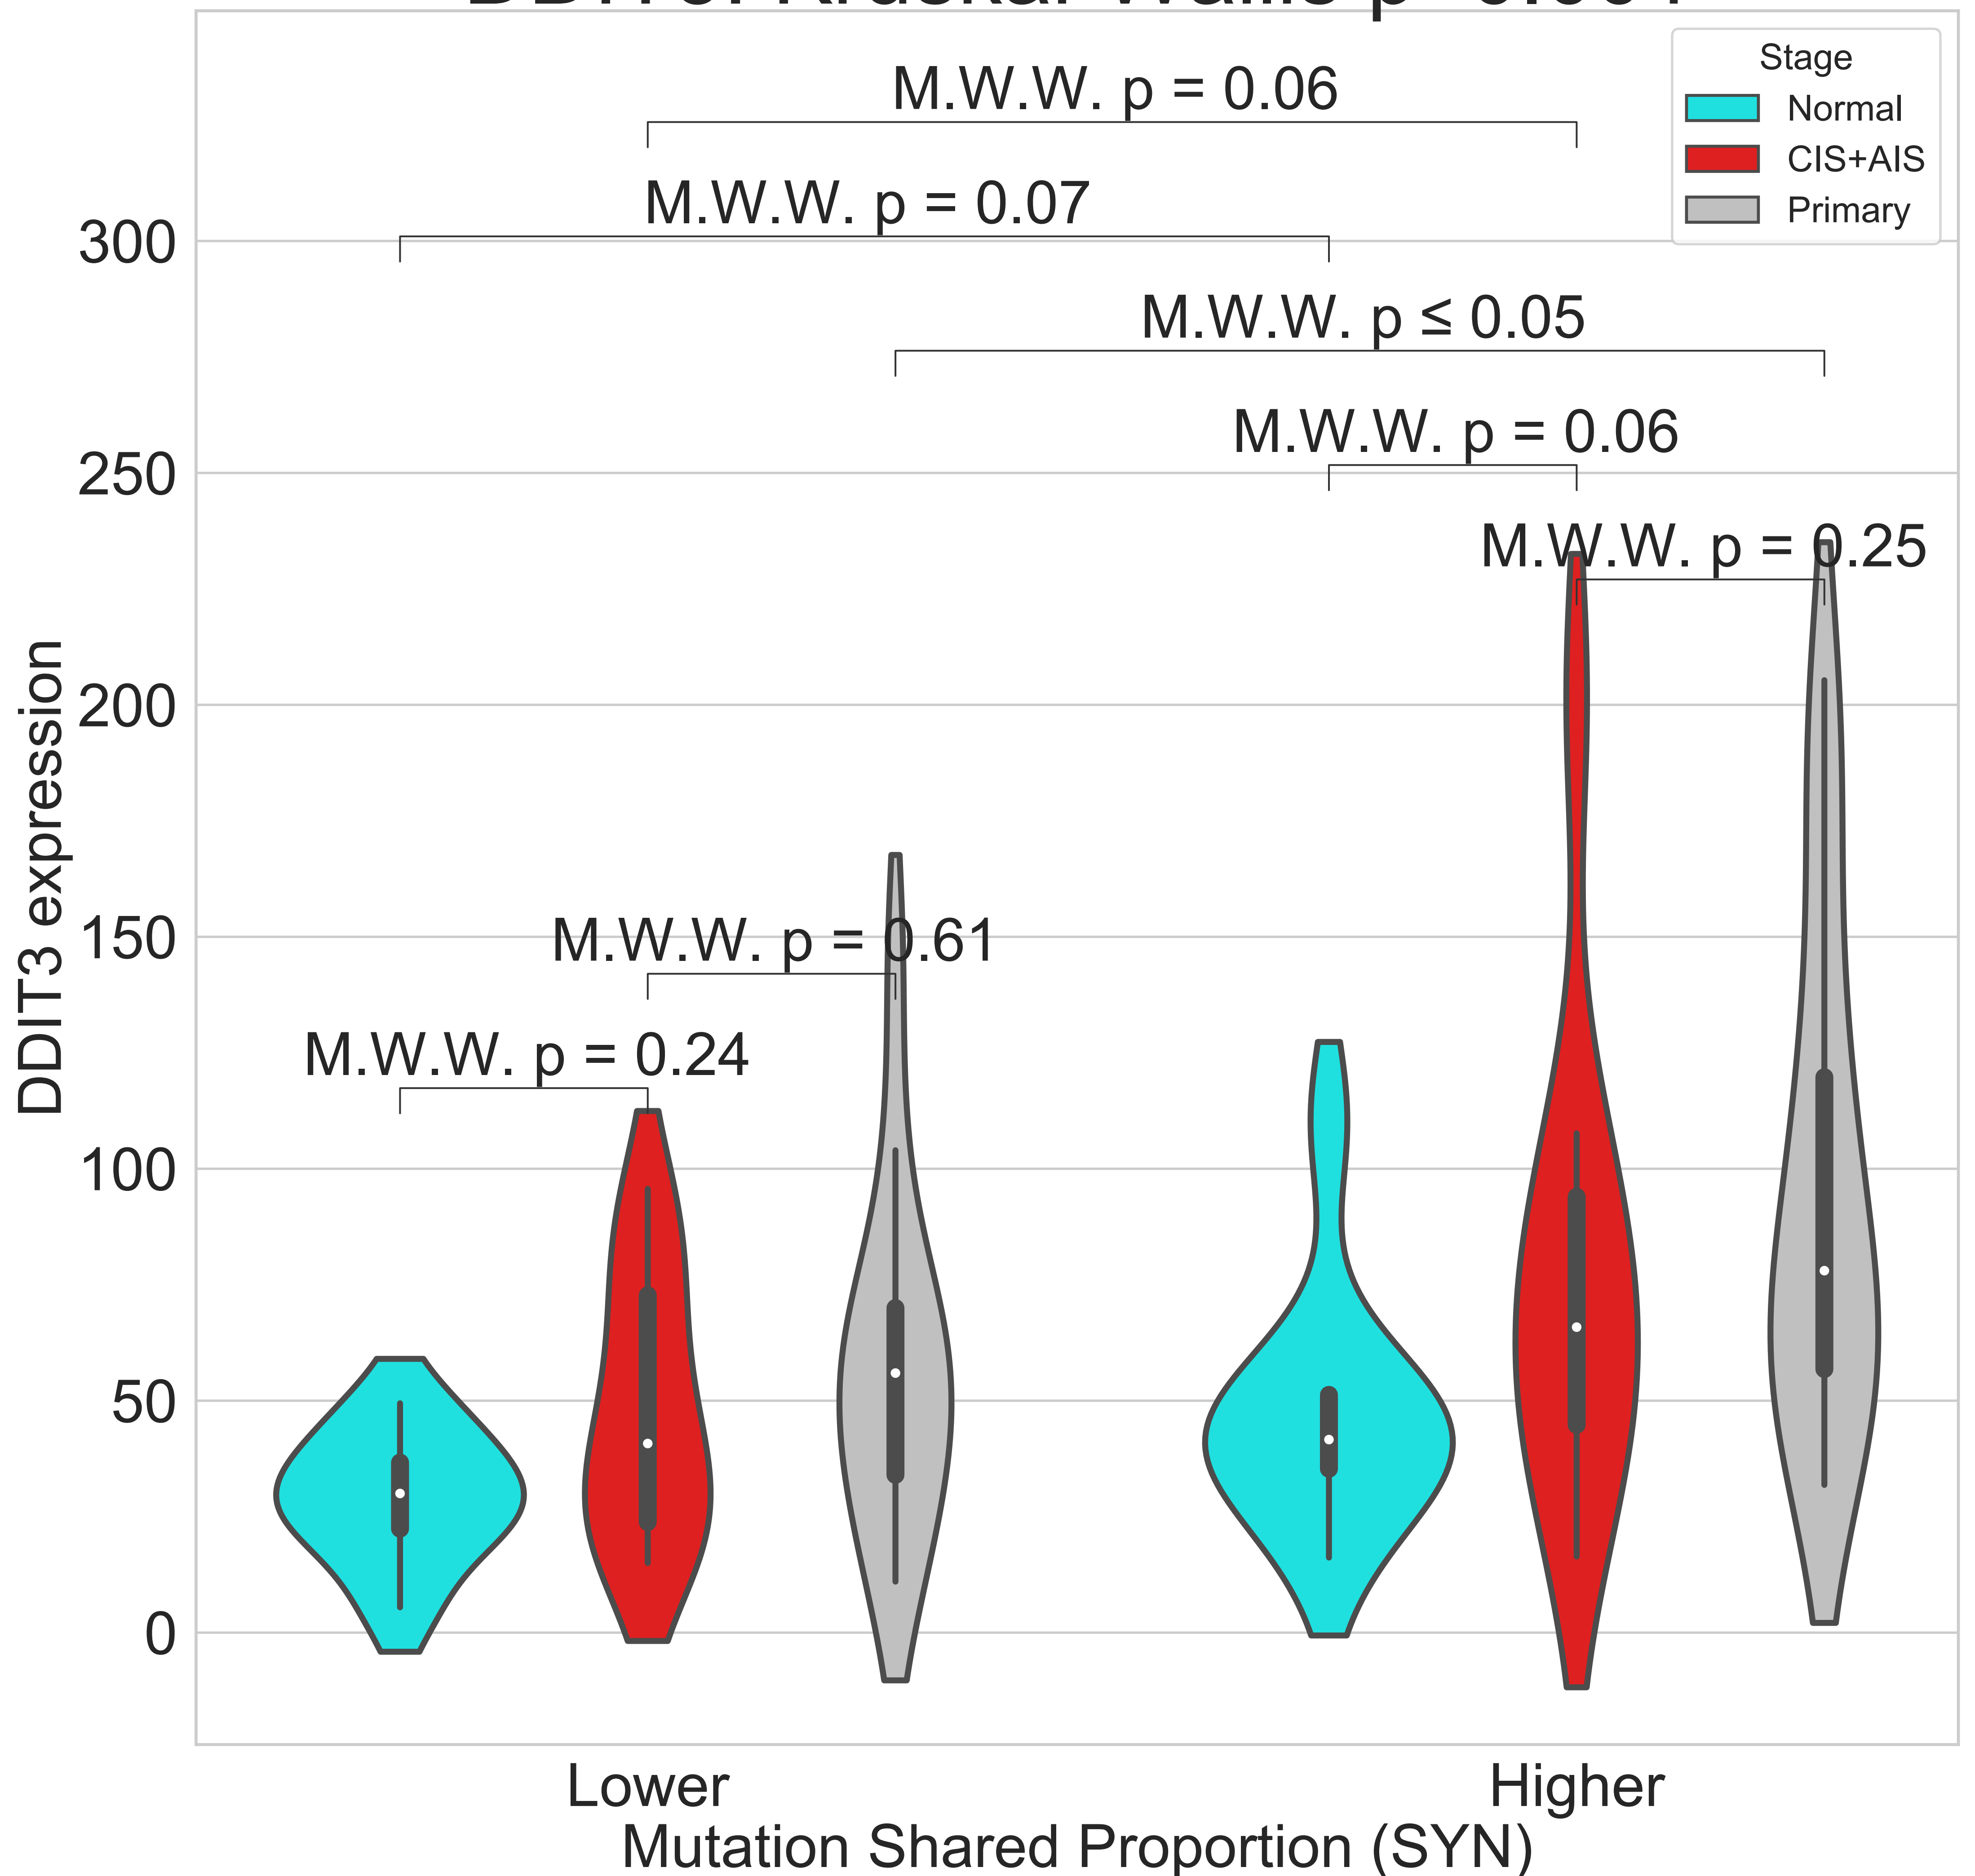 M.W.W. p = 0.06
Stage
Normal
CIS+AIS
Primary
M.W.W. p = 0.07
300
M.W.W. p ≤ 0.05
M.W.W. p = 0.06
250
M.W.W. p = 0.25
200
DDIT3 expression
M.W.W. p = 0.61
150
M.W.W. p = 0.24
100
50
0
Lower
Higher
Mutation Shared Proportion (SYN)